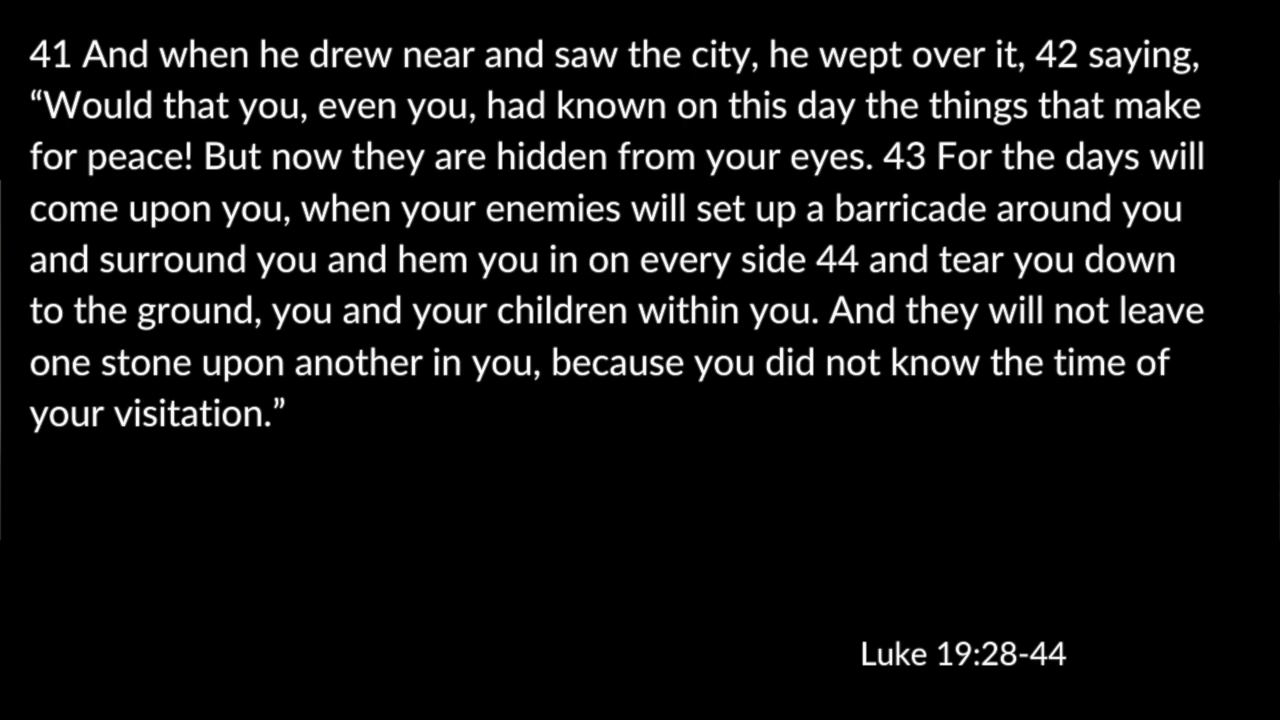 41 And when he drew near and saw the city, he wept over it, 42 saying,
“Would that you, even you, had known on this day the things that make
for peace! But now they are hidden from your eyes. 43 For the days will
come upon you, when your enemies will set up a barricade around you
and surround you and hem you in on every side 44 and tear you down
to the ground, you and your children within you. And they will not leave
one stone upon another in you, because you did not know the time of
your visitation.”
Luke 19:28-44